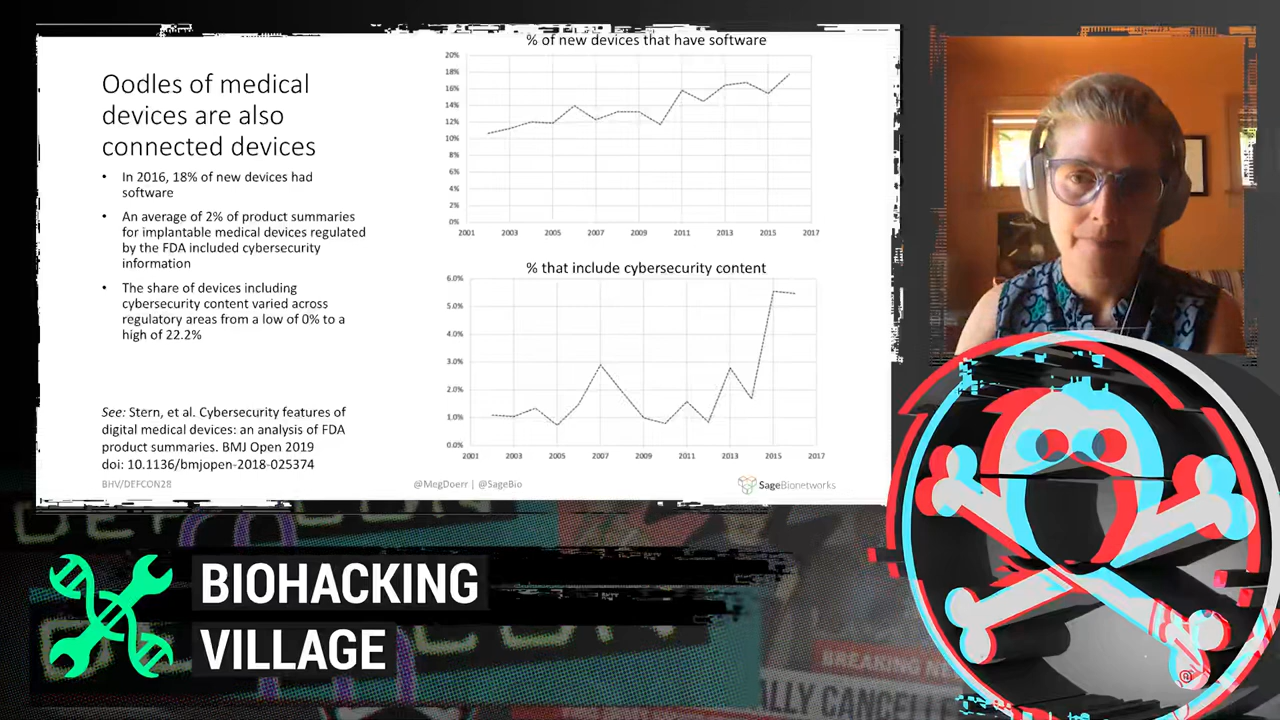 Oodles of medical
devices are also
connected devices
• In 2016, 18% of new devices had
software
• An average of 2% of product summaries
for implantable medical devices regulated
by the FDA included cybersecurity
information
• The share of devices including
cybersecurity content varied across
regulatory areas from a low of 0% to a
high of 22.2%
See: Stern, et al. Cybersecurity features of
digital medical devices: an analysis of FDA
product summaries. BMJ Open 2019
doi: 10.1136/bmjopen-2018-025374
% of new devices that have software
20%
18%
16%
14%
12%
10%
8%
6%
4%
2%
0%
2001 2003 2005 2007 2009 2011 2013 2015 2017
% that include cybersecurity content
6.0%
5.0%
4.0%
3.0%
2.0%
1.0%
0.0%
2001 2003 2005 2007 2009 2011 2013 2015 2017
BHV/DEFCON28
@MegDoerr | @SageBio
SageBionetworks
BIOHACKING
VILLAGE
BREAKING NE
ALLY CANCELL
®